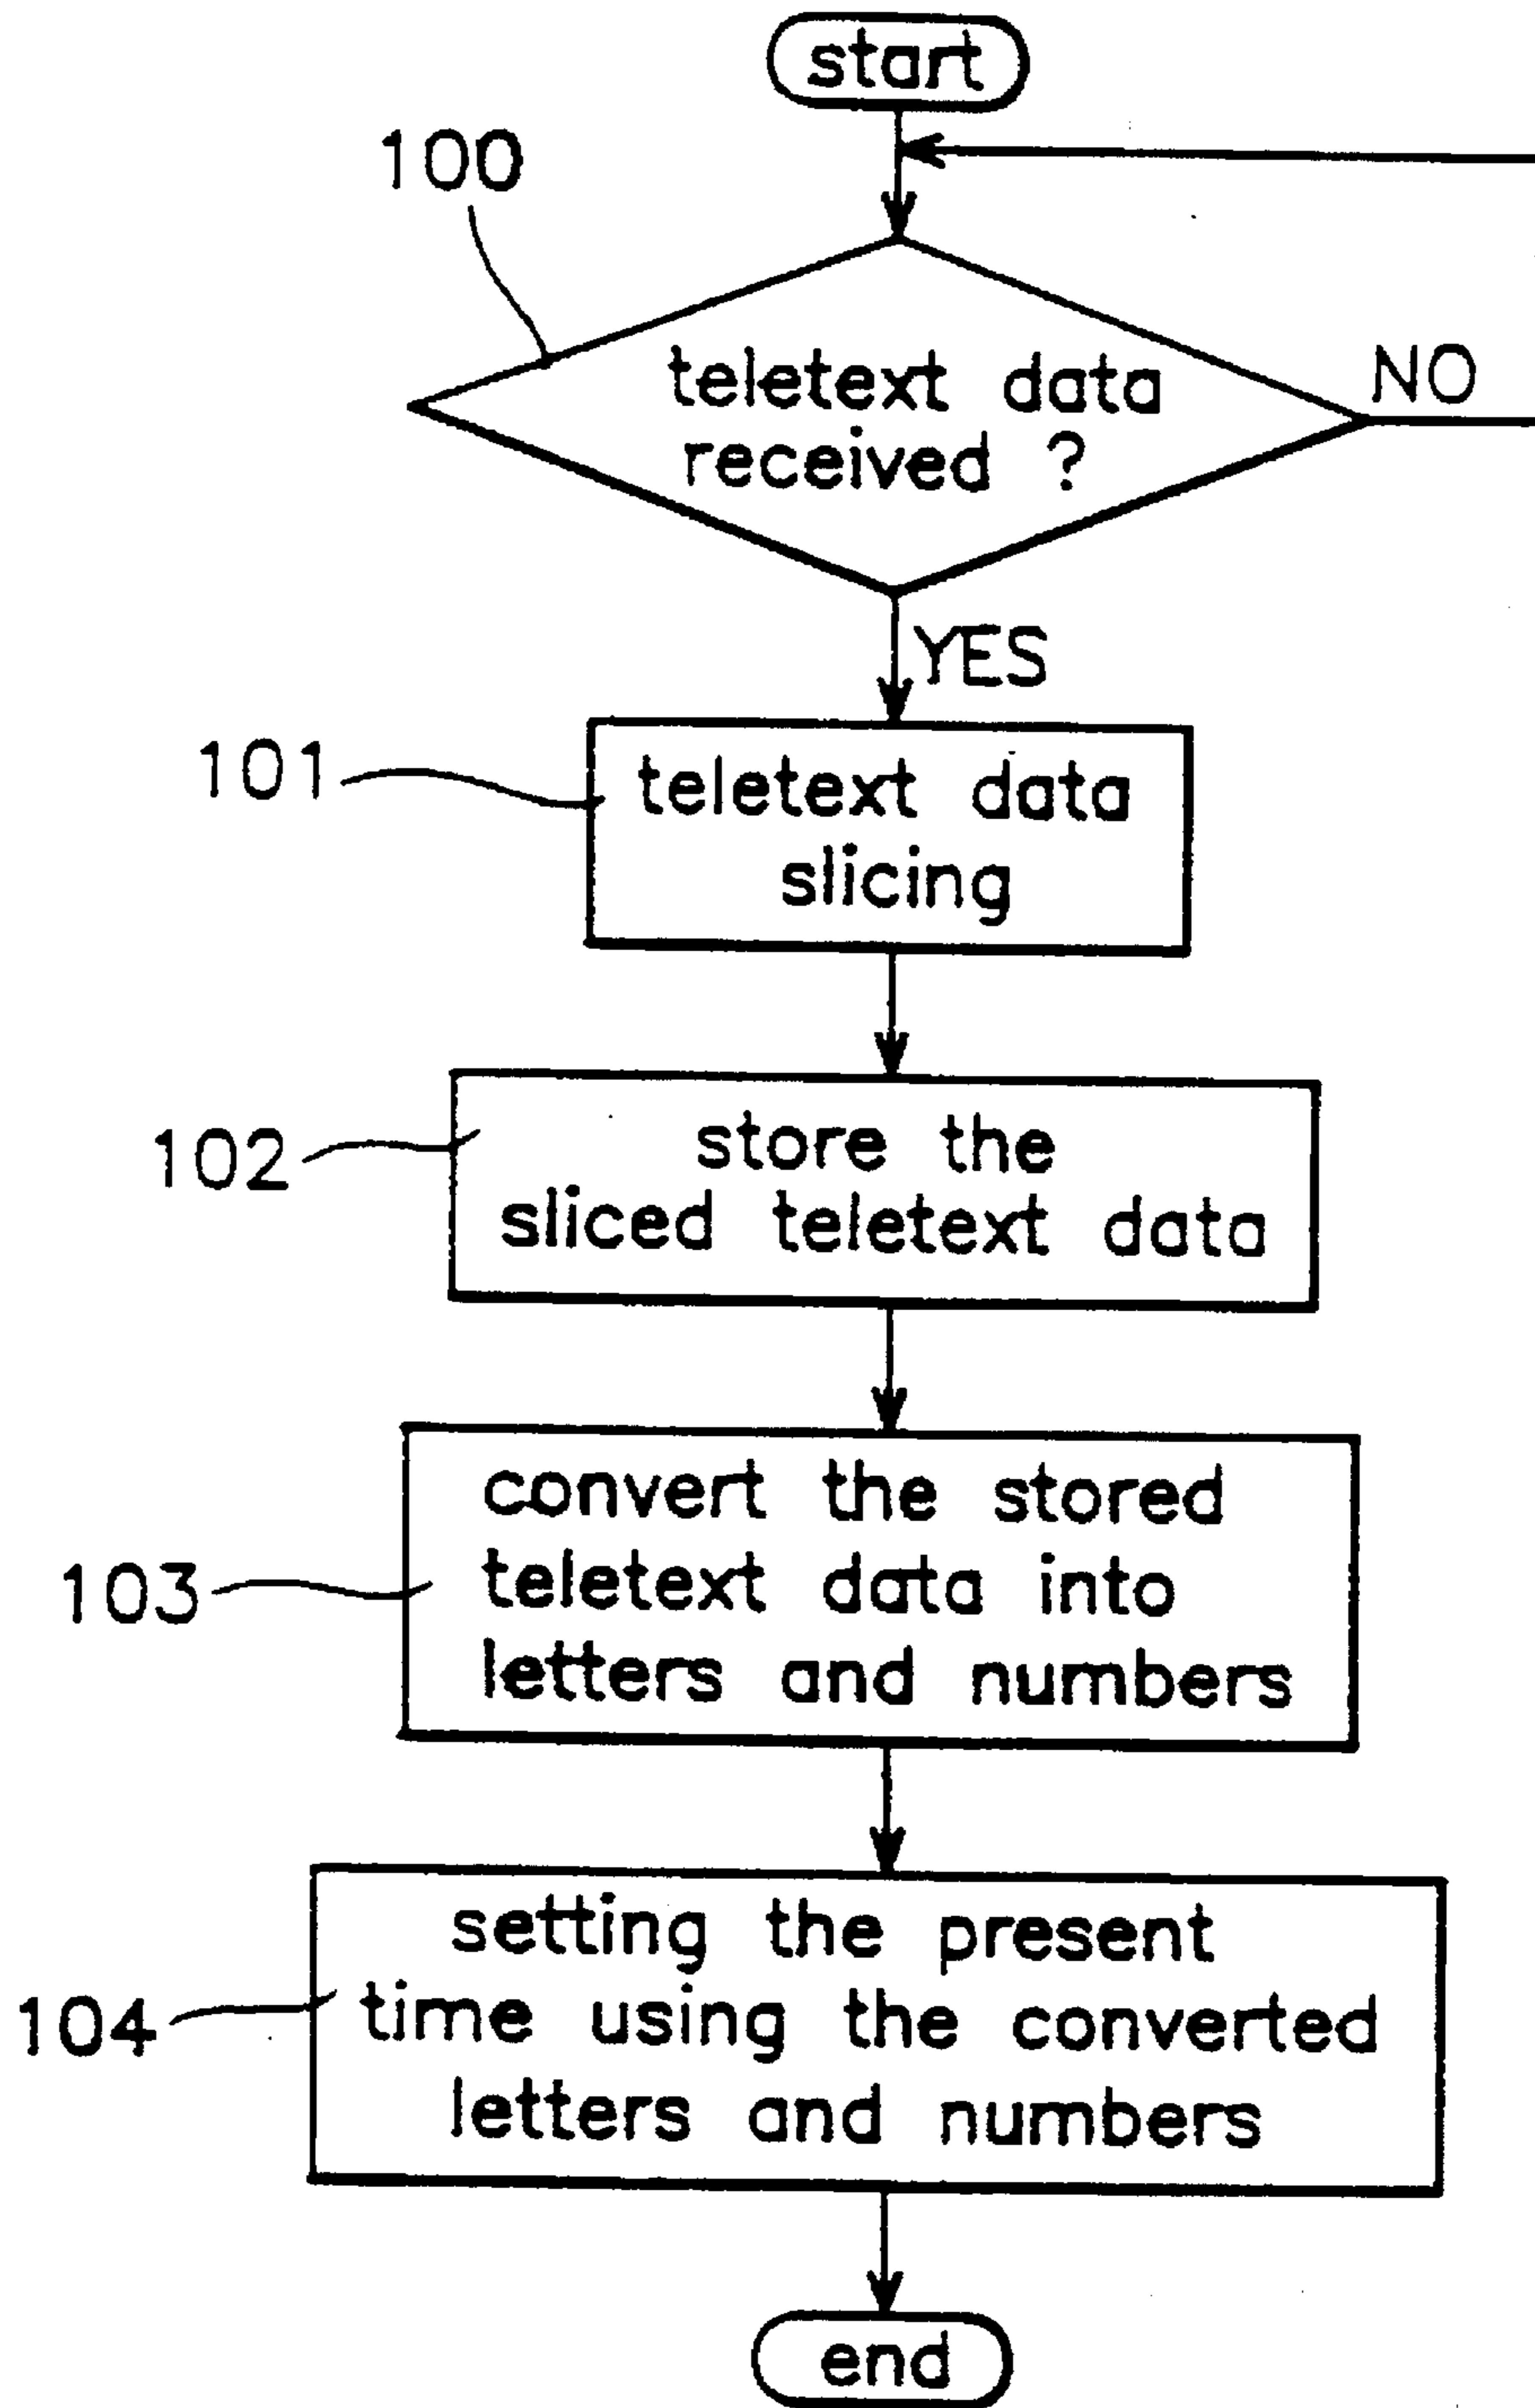 start
100
teletext data
received ?
NO
YES
101
teletext data
slicing
102
store the
sliced teletext data
103
convert the stored
teletext data into
letters and numbers
104
setting the present
time using the converted
letters and numbers
end